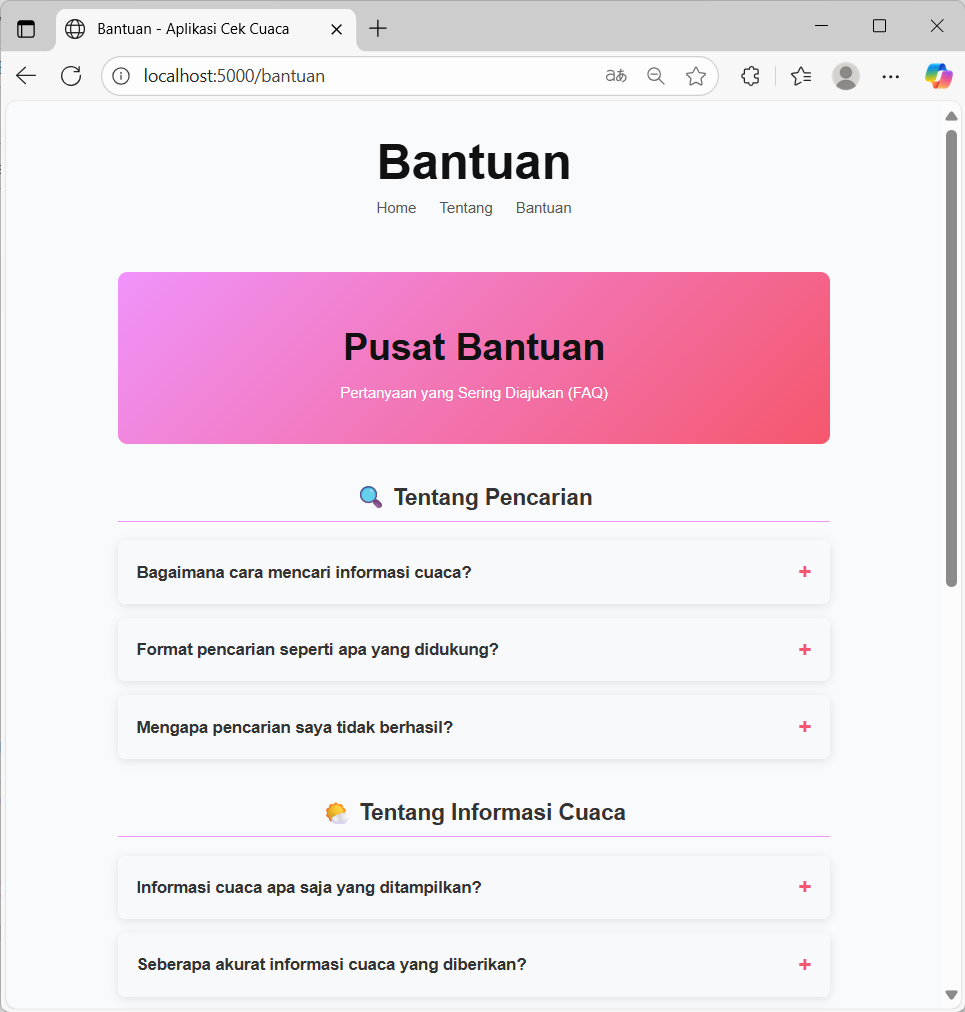 Bantuan - Aplikasi Cek Cuaca
localhost:5000/bantuan
aあ
Bantuan
Home Tentang Bantuan
Pusat Bantuan
Pertanyaan yang Sering Diajukan (FAQ)
🔍 Tentang Pencarian
Bagaimana cara mencari informasi cuaca? +
Format pencarian seperti apa yang didukung? +
Mengapa pencarian saya tidak berhasil? +
🌤️ Tentang Informasi Cuaca
Informasi cuaca apa saja yang ditampilkan? +
Seberapa akurat informasi cuaca yang diberikan? +